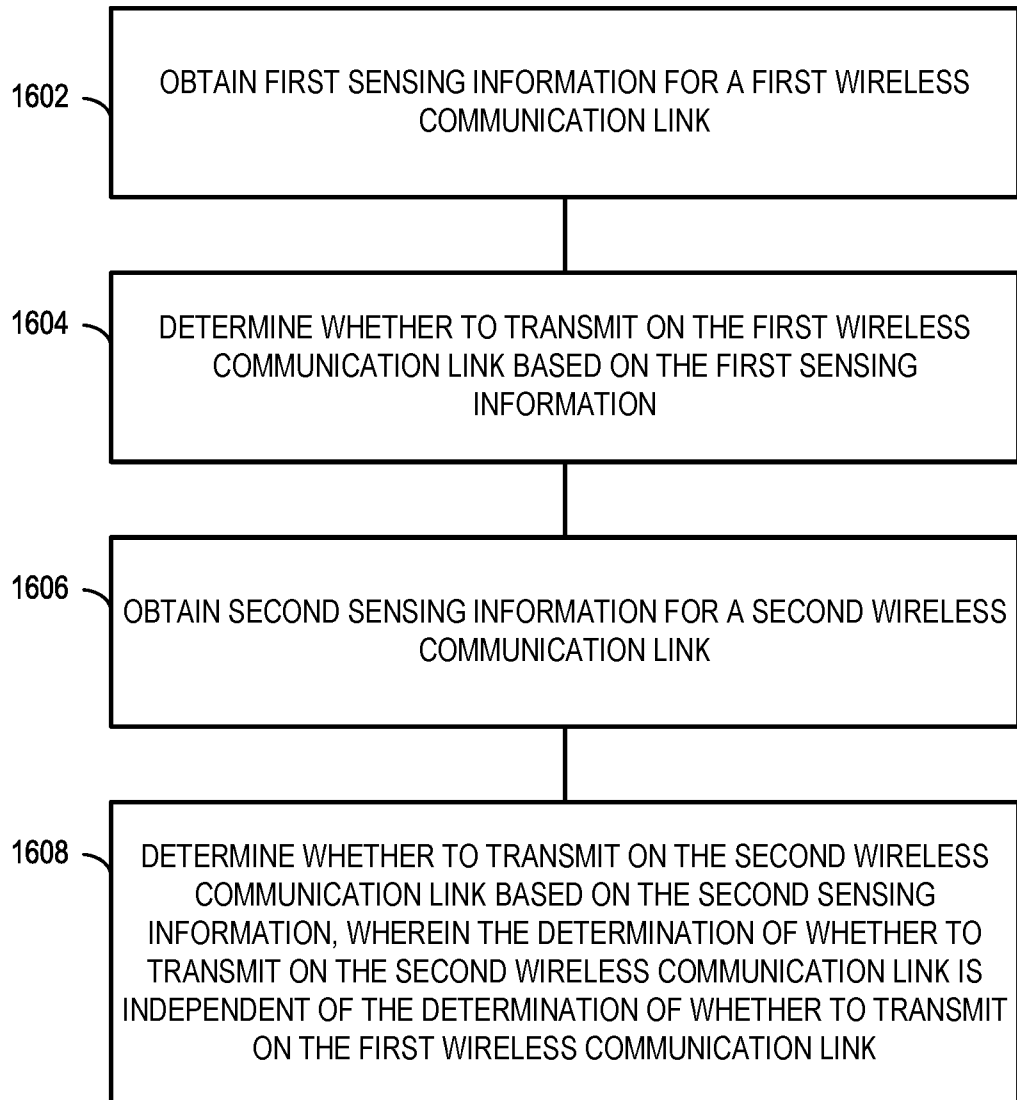 1602
OBTAIN FIRST SENSING INFORMATION FOR A FIRST WIRELESS
COMMUNICATION LINK
1604
DETERMINE WHETHER TO TRANSMIT ON THE FIRST WIRELESS
COMMUNICATION LINK BASED ON THE FIRST SENSING
INFORMATION
1606
OBTAIN SECOND SENSING INFORMATION FOR A SECOND WIRELESS
COMMUNICATION LINK
1608
DETERMINE WHETHER TO TRANSMIT ON THE SECOND WIRELESS
COMMUNICATION LINK BASED ON THE SECOND SENSING
INFORMATION, WHEREIN THE DETERMINATION OF WHETHER TO
TRANSMIT ON THE SECOND WIRELESS COMMUNICATION LINK IS
INDEPENDENT OF THE DETERMINATION OF WHETHER TO TRANSMIT
ON THE FIRST WIRELESS COMMUNICATION LINK